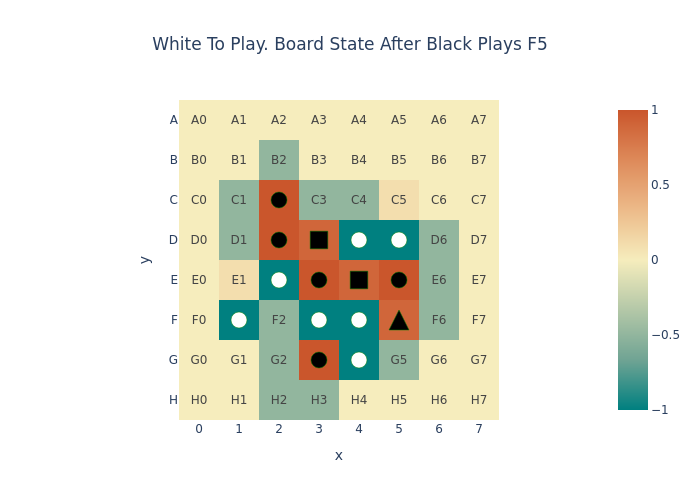 White To Play. Board State After Black Plays F5
A A0 A1 A2 A3 A4 A5 A6 A7
B B0 B1 B2 B3 B4 B5 B6 B7
C C0 C1 C3 C4 C5 C6 C7
D D0 D1 D6 D7
E E0 E1 E6 E7
F F0 F2 F6 F7
G G0 G1 G2 G5 G6 G7
H H0 H1 H2 H3 H4 H5 H6 H7
0 1 2 3 4 5 6 7
x
y
1
0.5
0
−0.5
−1